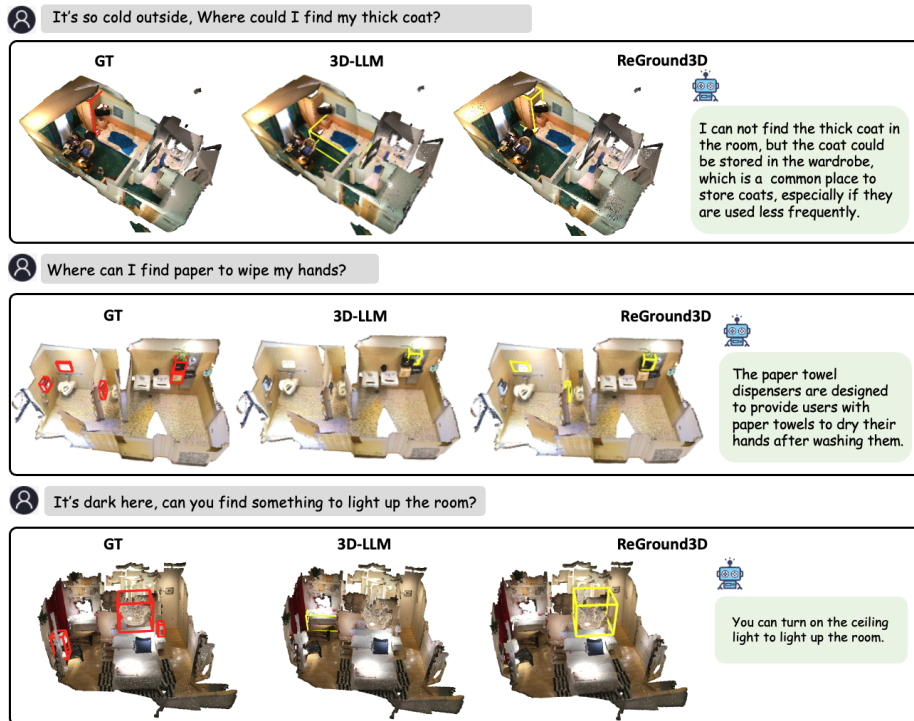 It's so cold outside, Where could I find my thick coat?
GT
3D-LLM
ReGround3D
I can not find the thick coat in
the room, but the coat could
be stored in the wardrobe,
which is a common place to
store coats, especially if they
are used less frequently.
Where can I find paper to wipe my hands?
GT
3D-LLM
ReGround3D
The paper towel
dispensers are designed
to provide users with
paper towels to dry their
hands after washing them.
It's dark here, can you find something to light up the room?
GT
3D-LLM
ReGround3D
You can turn on the ceiling
light to light up the room.